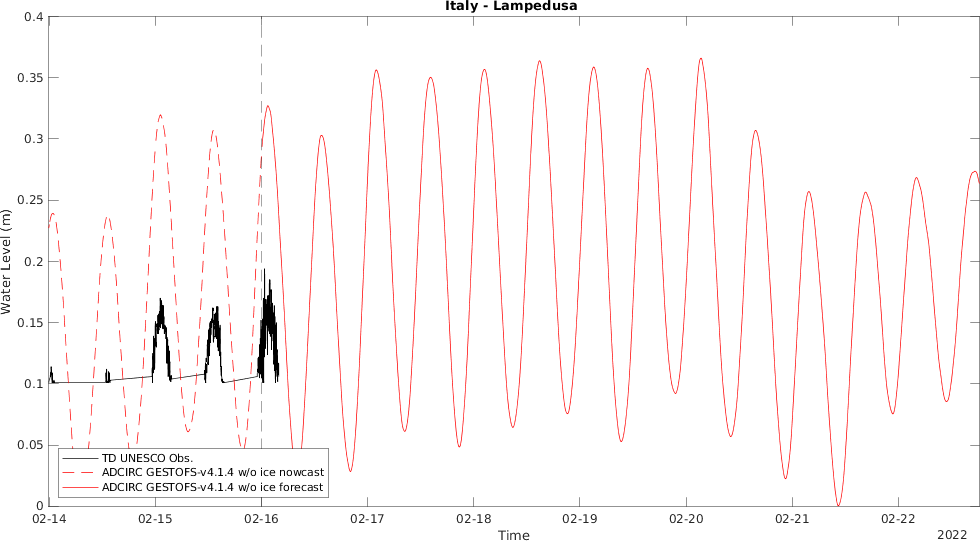 Italy - Lampedusa
0.4
0.35
0.3
0.25
0.2
0.15
0.1
0.05
0
Water Level (m)
TD UNESCO Obs.
ADCIRC GESTOFS-v4.1.4 w/o ice nowcast
ADCIRC GESTOFS-v4.1.4 w/o ice forecast
02-14 02-15 02-16 02-17 02-18 02-19 02-20 02-21 02-22
Time
2022